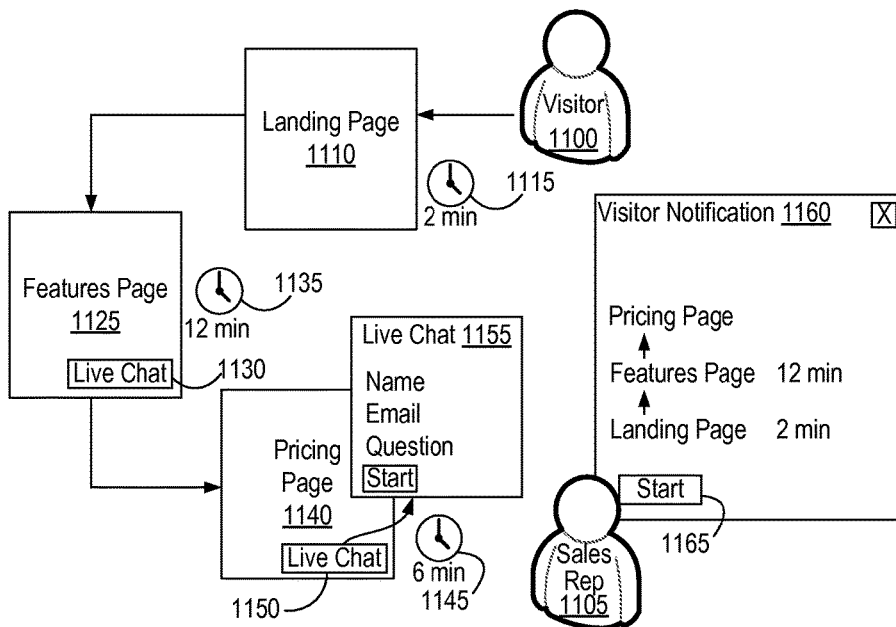 Visitor
1100
Landing Page
1110
1115
2 min
Features Page
1125
Live Chat
1130
1135
12 min
Pricing
Page
1140
Live Chat
1150
Live Chat 1155
Name
Email
Question
Start
6 min
1145
Visitor Notification 1160
X
Pricing Page
Features Page 12 min
Landing Page 2 min
Start
1165
Sales
Rep
1105